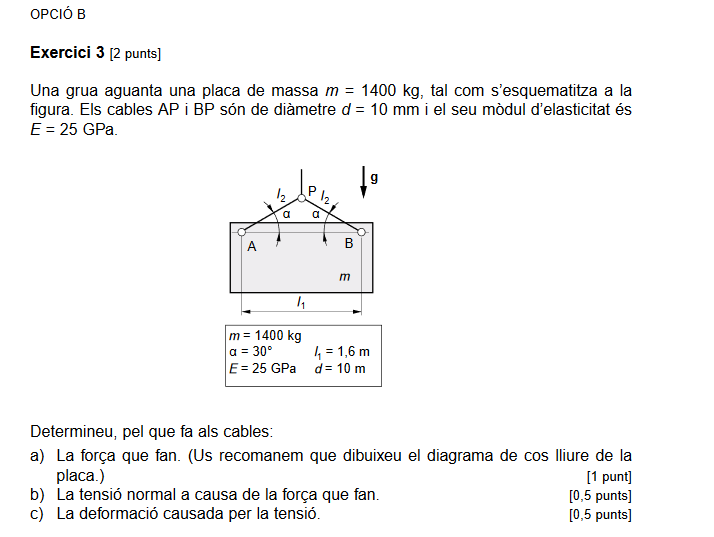 OPCIÓ B
Exercici 3 [2 punts]
Una grua aguanta una placa de massa m = 1400 kg, tal com s’esquematitza a la
figura. Els cables AP i BP són de diàmetre d = 10 mm i el seu mòdul d’elasticitat és
E = 25 GPa.
l2 P l2 g
α α
A B
m
l1
m = 1400 kg
α = 30° l1 = 1,6 m
E = 25 GPa d = 10 m
Determineu, pel que fa als cables:
a) La força que fan. (Us recomanem que dibuixeu el diagrama de cos lliure de la
placa.) [1 punt]
b) La tensió normal a causa de la força que fan. [0,5 punts]
c) La deformació causada per la tensió. [0,5 punts]